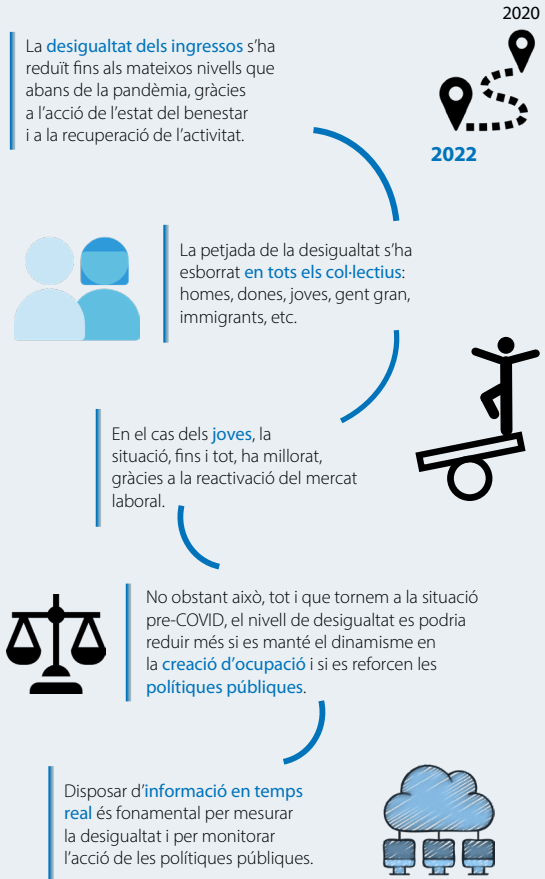 2020
La desigualtat dels ingressos s’ha
reduït fins als mateixos nivells que
abans de la pandèmia, gràcies
a l’acció de l’estat del benestar
i a la recuperació de l’activitat.
2022
La petjada de la desigualtat s’ha
esborrat en tots els col·lectius:
homes, dones, joves, gent gran,
immigrants, etc.
En el cas dels joves, la
situació, fins i tot, ha millorat,
gràcies a la reactivació del mercat
laboral.
No obstant això, tot i que tornem a la situació
pre-COVID, el nivell de desigualtat es podria
reduir més si es manté el dinamisme en
la creació d’ocupació i si es reforcen les
polítiques públiques.
Disposar d’informació en temps
real és fonamental per mesurar
la desigualtat i per monitorar
l’acció de les polítiques públiques.